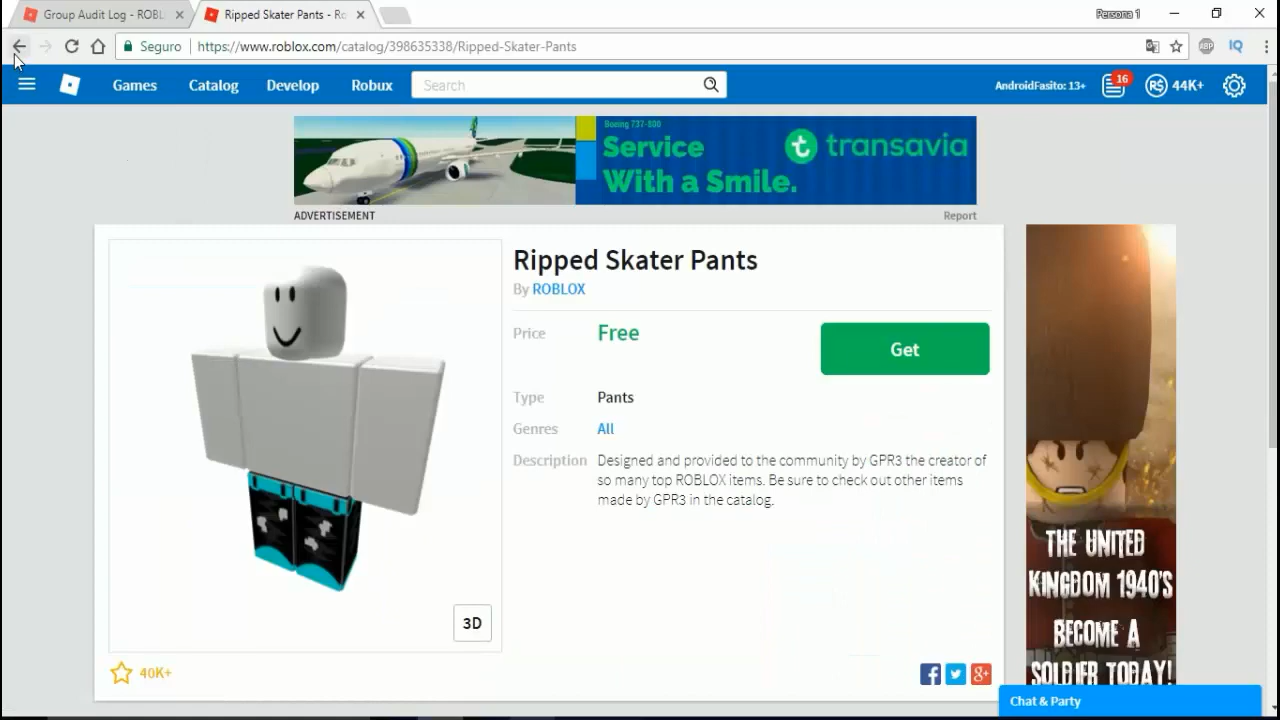 Group Audit Log - ROBL
Ripped Skater Pants - Ro
Persona 1
Seguro
https://www.roblox.com/catalog/398635338/Ripped-Skater-Pants
ABP
IQ
Games
Catalog
Develop
Robux
Search
AndroidFasito: 13+
16
R$
44K+
Boeing 737-800
Service
With a Smile.
t transavia
ADVERTISEMENT
Report
Ripped Skater Pants
By ROBLOX
Price
Free
Get
Type
Pants
Genres
All
Description
Designed and provided to the community by GPR3 the creator of
so many top ROBLOX items. Be sure to check out other items
made by GPR3 in the catalog.
3D
40K+
f
g+
THE UNITED
KINGDOM 1940'S
BECOME A
SOLDIER TODAY!
Chat & Party